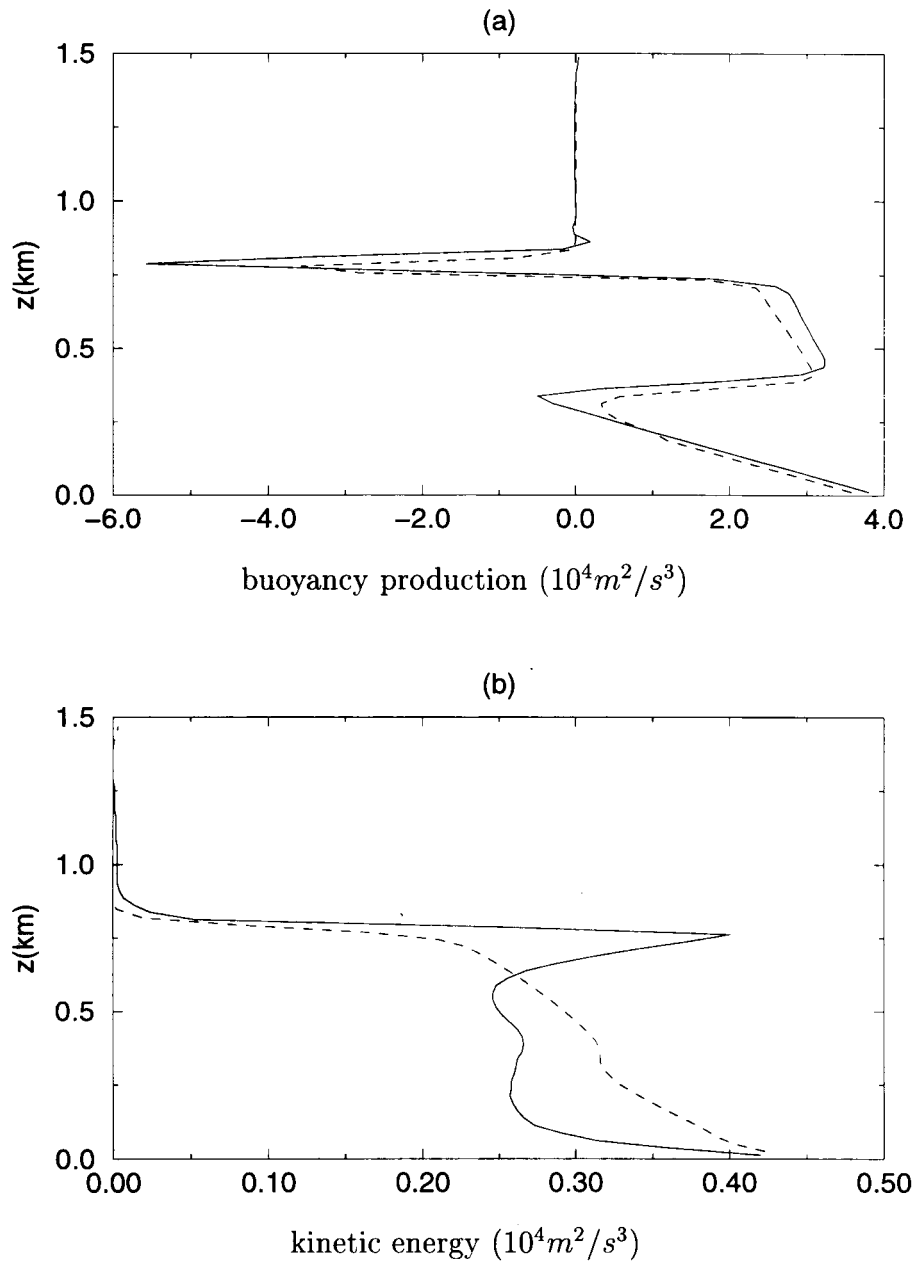 (a)
1.5
1.0
0.5
0.0
z(km)
−6.0 −4.0 −2.0 0.0 2.0 4.0
buoyancy production (10⁴m²/s³)
(b)
1.5
1.0
0.5
0.0
z(km)
0.00 0.10 0.20 0.30 0.40 0.50
kinetic energy (10⁴m²/s³)